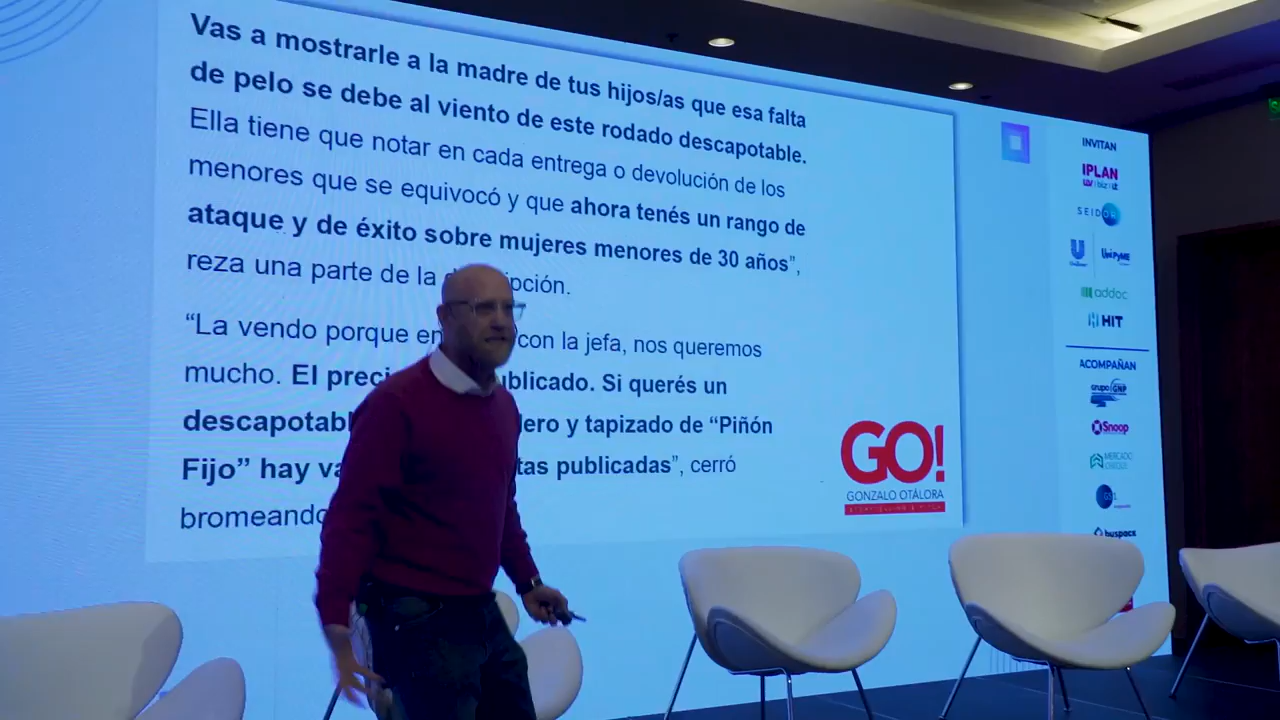 Vas a mostrarle a la madre de tus hijos/as que esa falta
de pelo se debe al viento de este rodado descapotable.
Ella tiene que notar en cada entrega o devolución de los
menores que se equivocó y que ahora tenés un rango de
ataque y de éxito sobre mujeres menores de 30 años”,
reza una parte de la
“La vendo porque con la jefa, nos queremos
mucho. El Si querés un
y tapizado de “Piñón
Fijo” hay publicadas”, cerró
GO!
GONZALO OTÁLORA
INVITAN
IPLAN
SEIDOR
UniPyME
addoc
HIT
ACOMPAÑAN
grupo GNP
Snoop
MERCADO
buspack